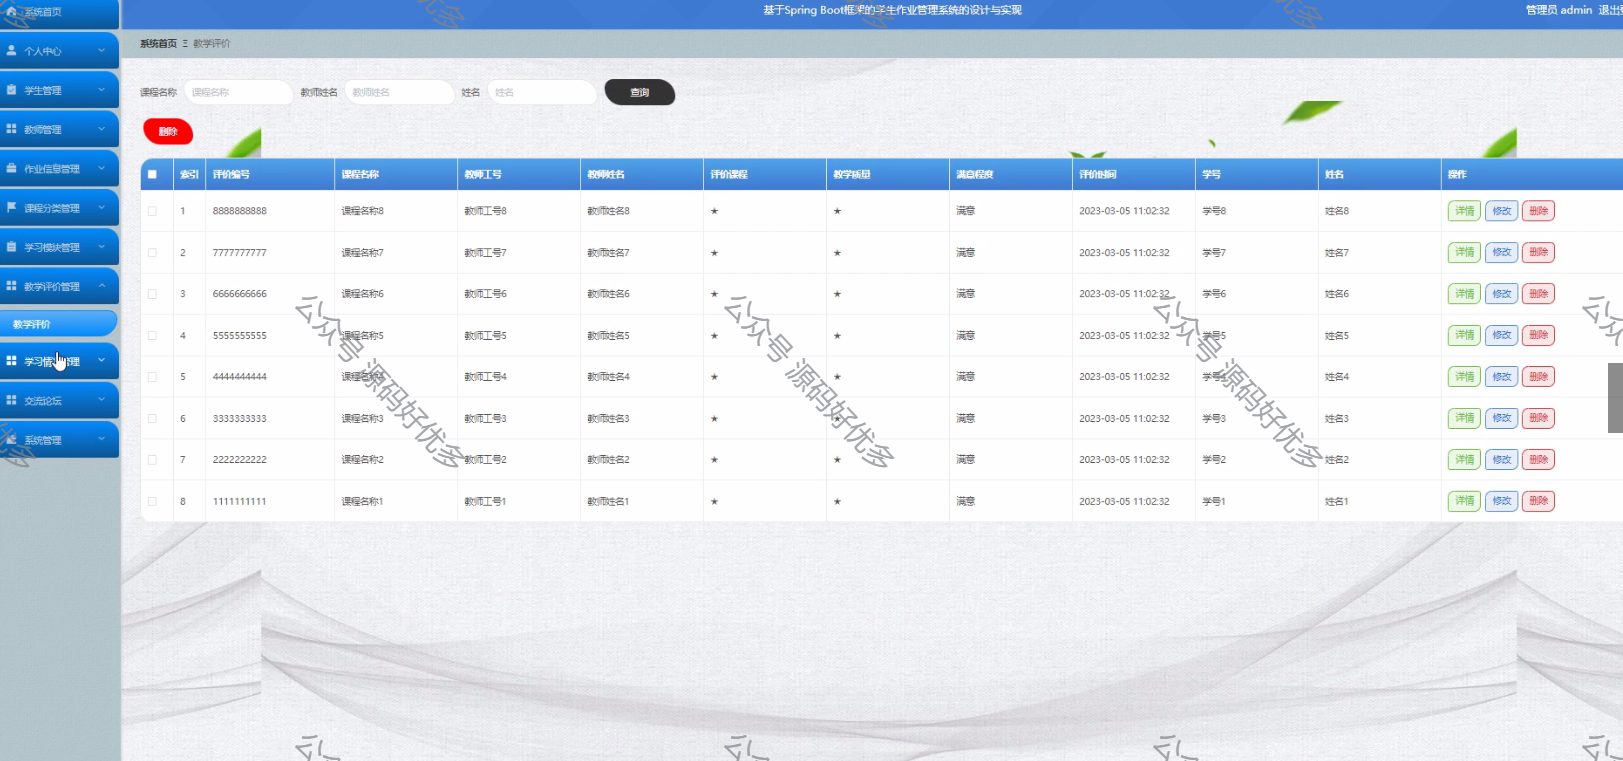 系统首页
基于Spring Boot框架的学生作业管理系统的设计与实现
管理员 admin 退出
系统首页 Ξ 教学评价
个人中心
学生管理
教师管理
作业信息管理
课程分类管理
学习模块管理
教学评价管理
教学评价
学习情 管理
交流论坛
系统管理
课程名称 课程名称 教师姓名 教师姓名 姓名 姓名 查询
删除
索引 评价编号 课程名称 教师工号 教师姓名 评价课程 教学质量 满意程度 评价时间 学号 姓名 操作
1 8888888888 课程名称8 教师工号8 教师姓名8 ★ ★ 满意 2023-03-05 11:02:32 学号8 姓名8 详情 修改 删除
2 7777777777 课程名称7 教师工号7 教师姓名7 ★ ★ 满意 2023-03-05 11:02:32 学号7 姓名7 详情 修改 删除
3 6666666666 课程名称6 教师工号6 教师姓名6 ★ ★ 满意 2023-03-05 11:02:32 学号6 姓名6 详情 修改 删除
4 5555555555 课程名称5 教师工号5 教师姓名5 ★ ★ 满意 2023-03-05 11:02:32 学号5 姓名5 详情 修改 删除
5 4444444444 课程名称4 教师工号4 教师姓名4 ★ ★ 满意 2023-03-05 11:02:32 学号4 姓名4 详情 修改 删除
6 3333333333 课程名称3 教师工号3 教师姓名3 ★ ★ 满意 2023-03-05 11:02:32 学号3 姓名3 详情 修改 删除
7 2222222222 课程名称2 教师工号2 教师姓名2 ★ ★ 满意 2023-03-05 11:02:32 学号2 姓名2 详情 修改 删除
8 1111111111 课程名称1 教师工号1 教师姓名1 ★ ★ 满意 2023-03-05 11:02:32 学号1 姓名1 详情 修改 删除
公众号 源码好优多
公众号 源码好优多
公众号 源码好优多